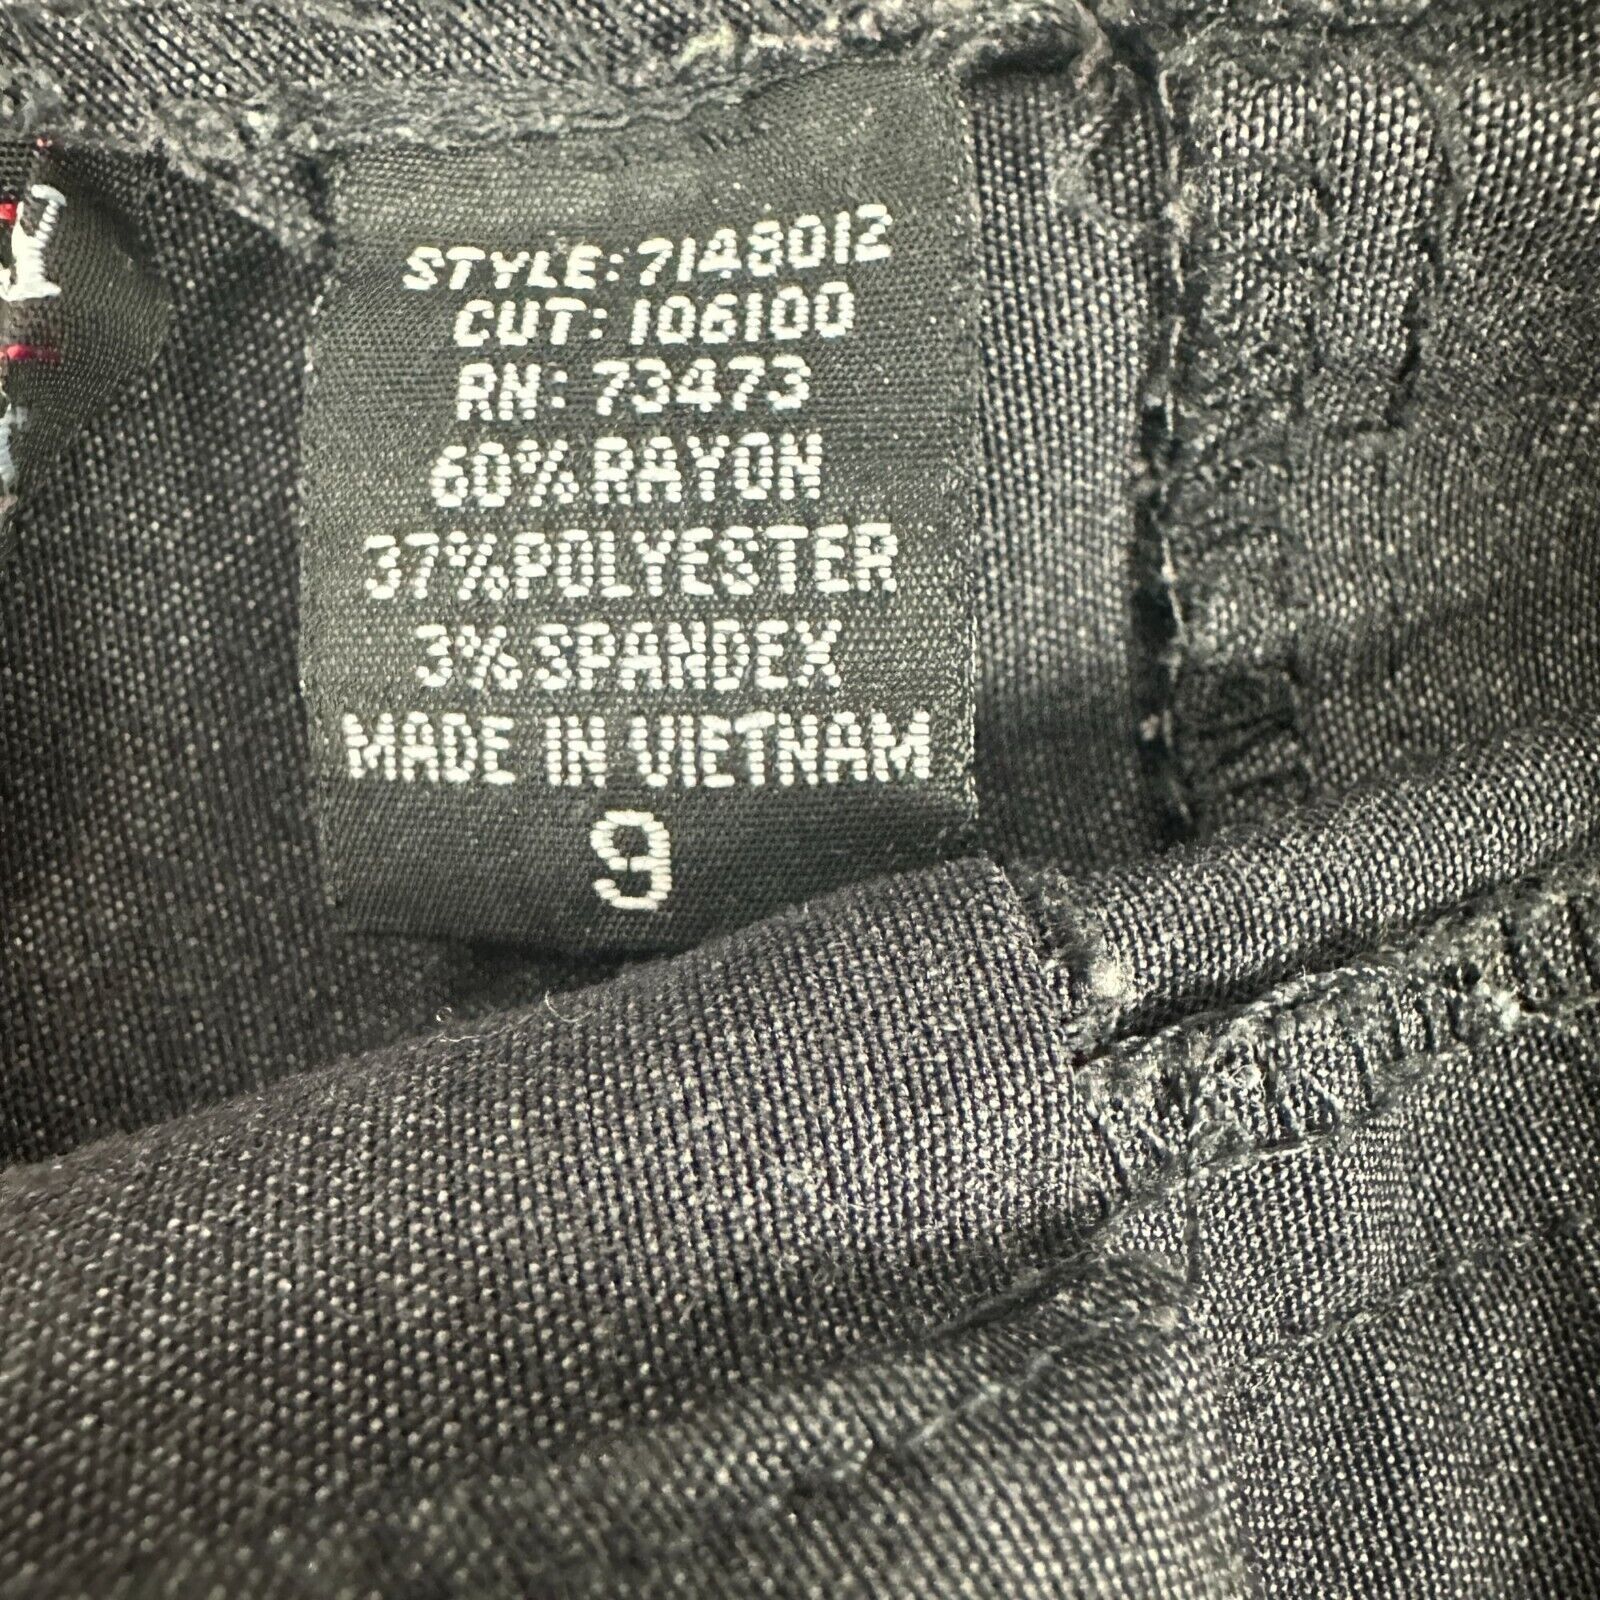 STYLE: 7148012
CUT: 106100
RN: 73473
60% RAYON
37% POLYESTER
3% SPANDEX
MADE IN VIETNAM
9